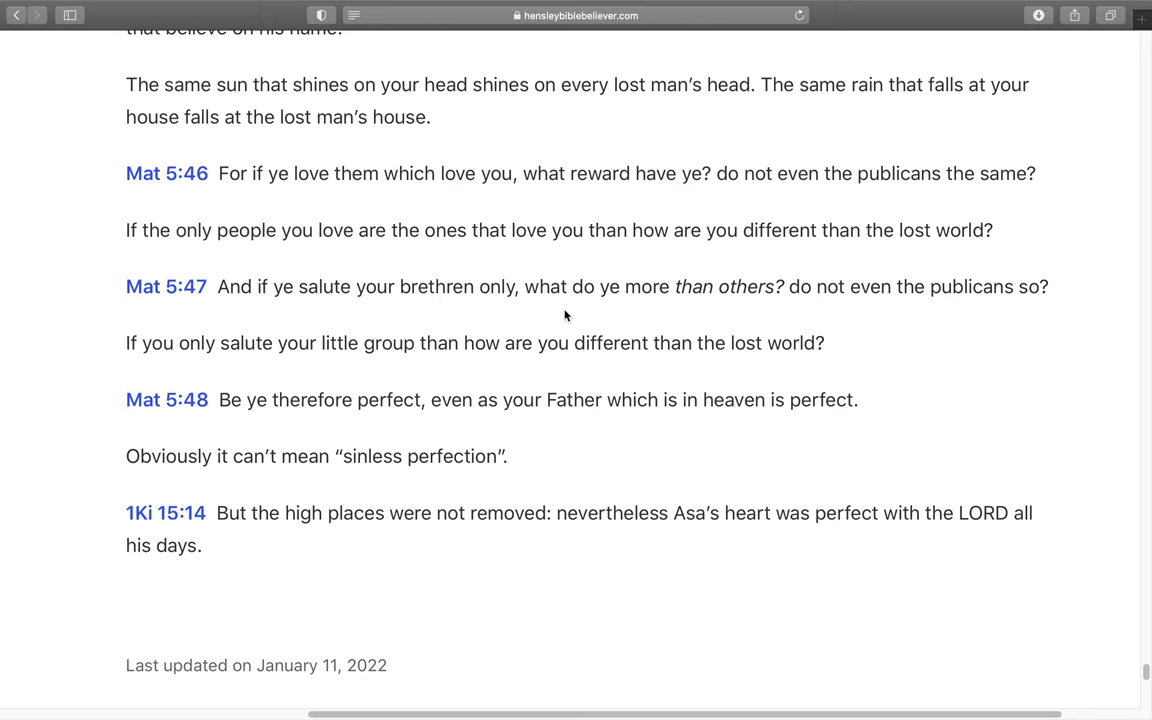 hensleybiblebeliever.com
that believe on his name.
The same sun that shines on your head shines on every lost man’s head. The same rain that falls at your
house falls at the lost man’s house.
Mat 5:46 For if ye love them which love you, what reward have ye? do not even the publicans the same?
If the only people you love are the ones that love you than how are you different than the lost world?
Mat 5:47 And if ye salute your brethren only, what do ye more than others? do not even the publicans so?
If you only salute your little group than how are you different than the lost world?
Mat 5:48 Be ye therefore perfect, even as your Father which is in heaven is perfect.
Obviously it can’t mean “sinless perfection”.
1Ki 15:14 But the high places were not removed: nevertheless Asa’s heart was perfect with the LORD all
his days.
Last updated on January 11, 2022